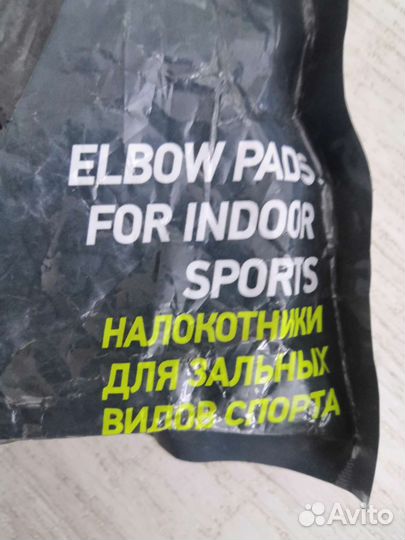 ELBOW PADS
FOR INDOOR
SPORTS
НАЛОКОТНИКИ
ДЛЯ ЗАЛЬНЫХ
ВИДОВ СПОРТА
Avito